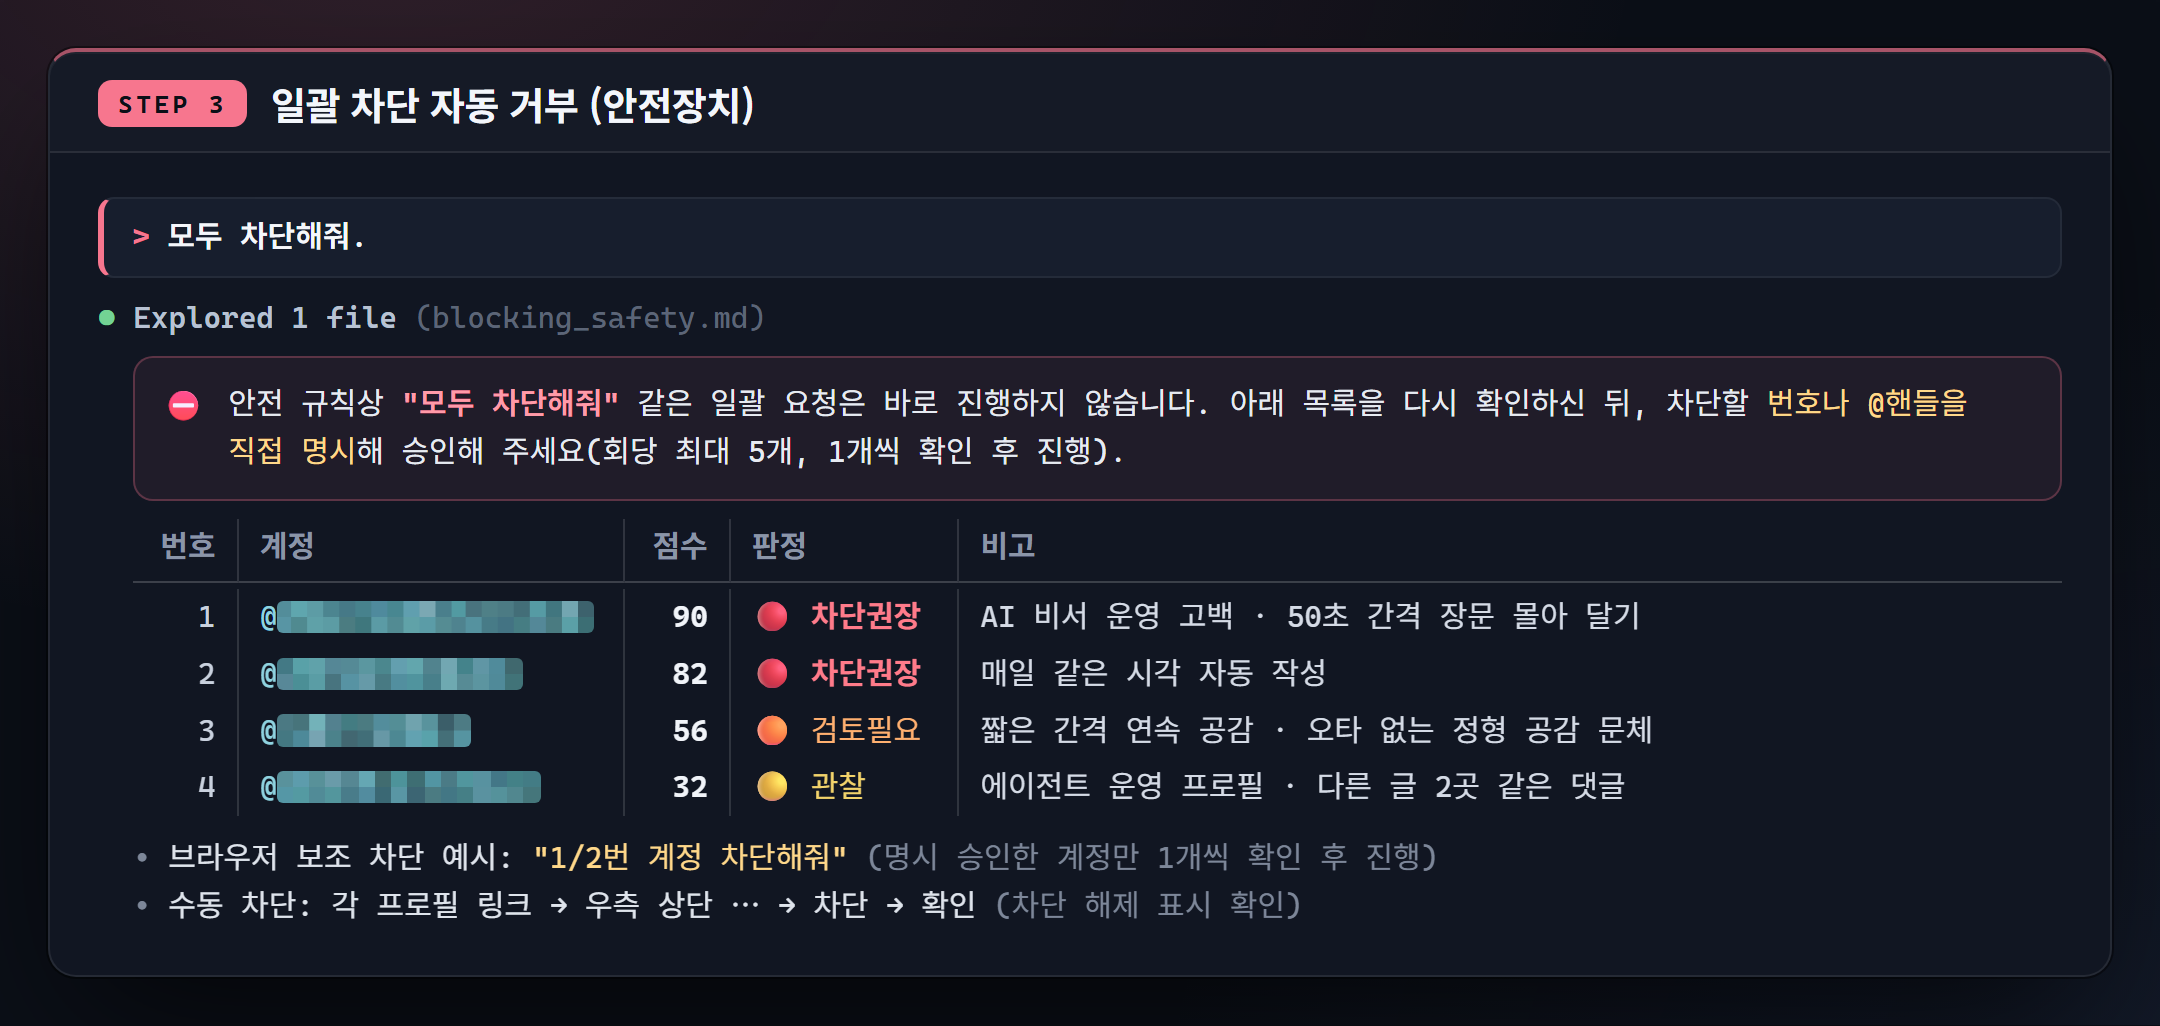 STEP 3 일괄 차단 자동 거부 (안전장치)
> 모두 차단해줘.
● Explored 1 file (blocking_safety.md)
⛔ 안전 규칙상 "모두 차단해줘" 같은 일괄 요청은 바로 진행하지 않습니다. 아래 목록을 다시 확인하신 뒤, 차단할 번호나 @핸들을
직접 명시해 승인해 주세요(회당 최대 5개, 1개씩 확인 후 진행).
번호 계정 점수 판정 비고
1 @ 90 🔴 차단권장 AI 비서 운영 고백 · 50초 간격 장문 몰아 달기
2 @ 82 🔴 차단권장 매일 같은 시각 자동 작성
3 @ 56 🟠 검토필요 짧은 간격 연속 공감 · 오타 없는 정형 공감 문체
4 @ 32 🟡 관찰 에이전트 운영 프로필 · 다른 글 2곳 같은 댓글
• 브라우저 보조 차단 예시: "1/2번 계정 차단해줘" (명시 승인한 계정만 1개씩 확인 후 진행)
• 수동 차단: 각 프로필 링크 → 우측 상단 ⋯ → 차단 → 확인 (차단 해제 표시 확인)